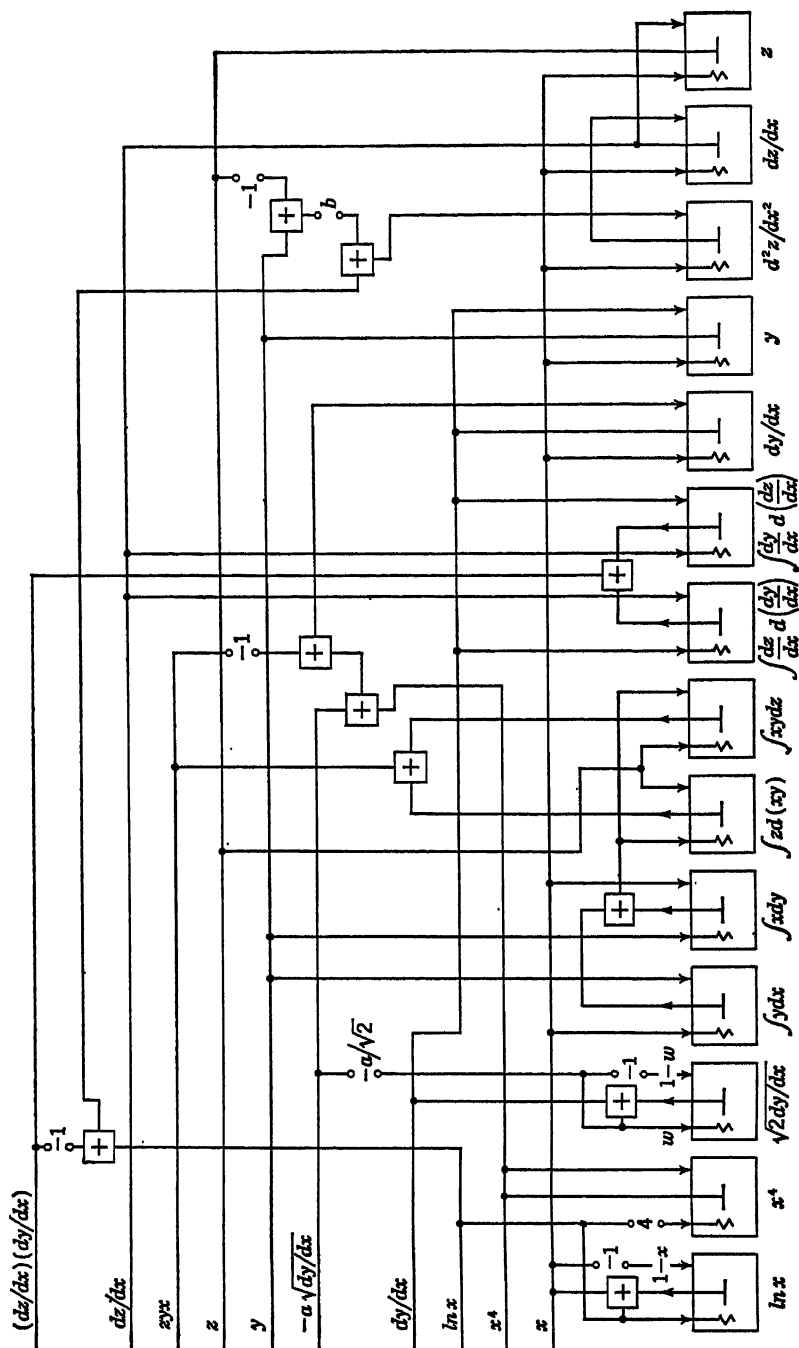 (dz/dx)(dy/dx)
dz/dx
zyx
z
y
-a√dy/dx
dy/dx
ln x
x⁴
x
-1
+
-1
+
b
+
-1
+
+
+
-a/√2
+
+
-1
+
w
-1
1-w
4
+
-1
1-x
ln x
x⁴
√2dy/dx
∫ydx
∫xdy
∫zd(xy)
∫xydz
∫dz/dx d(dy/dx)
∫dy/dx d(dz/dx)
dy/dx
y
d²z/dx²
dz/dx
z